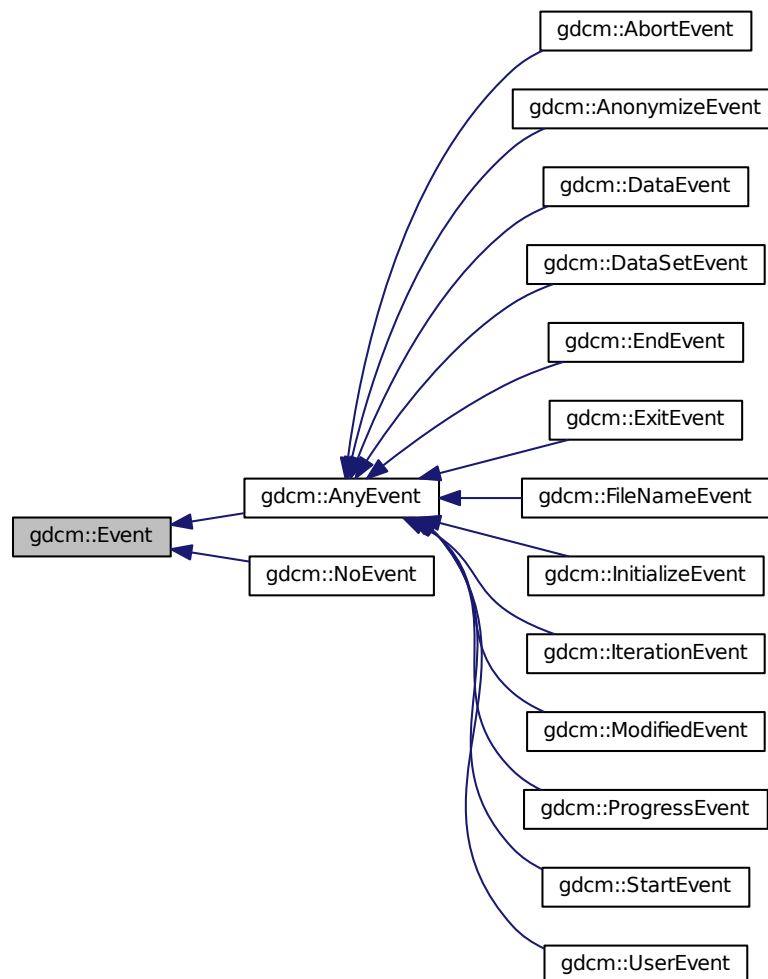 gdcm::AbortEvent
gdcm::AnonymizeEvent
gdcm::DataEvent
gdcm::DataSetEvent
gdcm::EndEvent
gdcm::ExitEvent
gdcm::AnyEvent
gdcm::FileNameEvent
gdcm::Event
gdcm::NoEvent
gdcm::InitializeEvent
gdcm::IterationEvent
gdcm::ModifiedEvent
gdcm::ProgressEvent
gdcm::StartEvent
gdcm::UserEvent